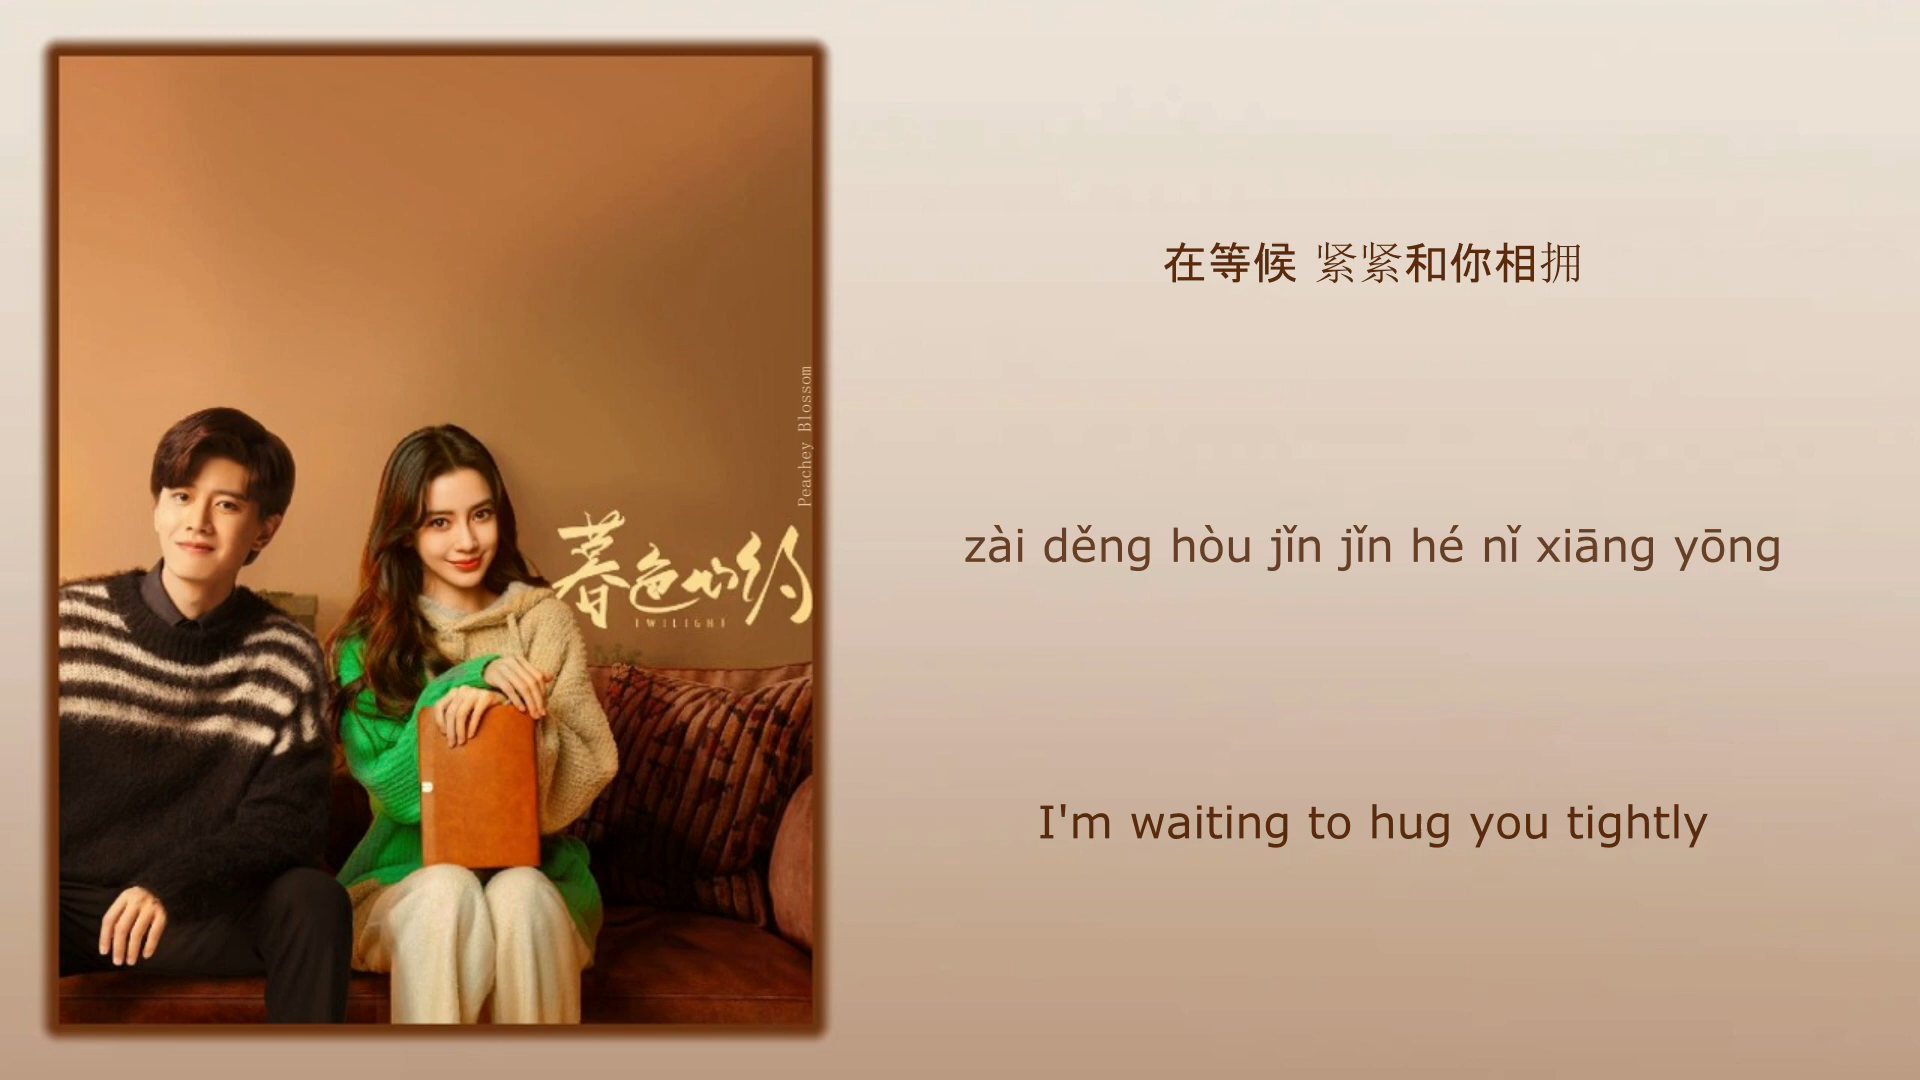 在等候 紧紧和你相拥
zài děng hòu jǐn jǐn hé nǐ xiāng yōng
I'm waiting to hug you tightly
Peachey Blossom
暮色心约
TWILIGHT